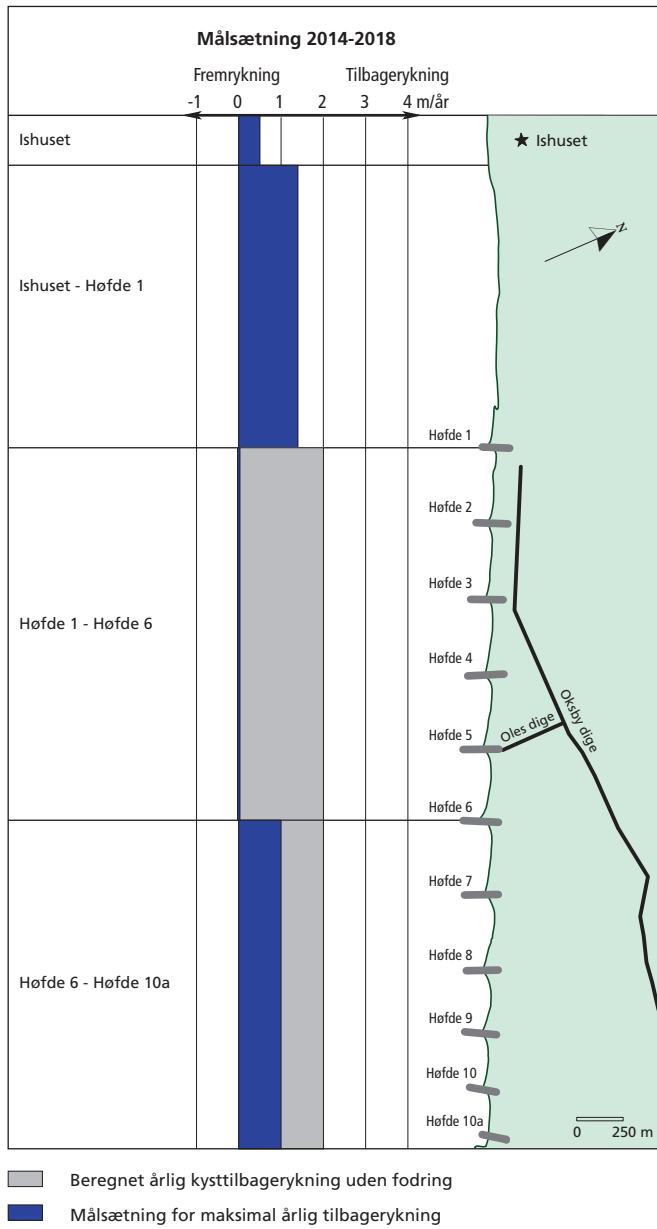 Målsætning 2014-2018
Fremrykning Tilbagerykning
-1 0 1 2 3 4 m/år
Ishuset
Ishuset
N
Ishuset - Høfde 1
Høfde 1
Høfde 2
Høfde 3
Høfde 1 - Høfde 6
Høfde 4
Høfde 5
Oles dige
Oksby dige
Høfde 6
Høfde 7
Høfde 8
Høfde 6 - Høfde 10a
Høfde 9
Høfde 10
Høfde 10a
0 250 m
Beregnet årlig kysttilbagerykning uden fodring
Målsætning for maksimal årlig tilbagerykning